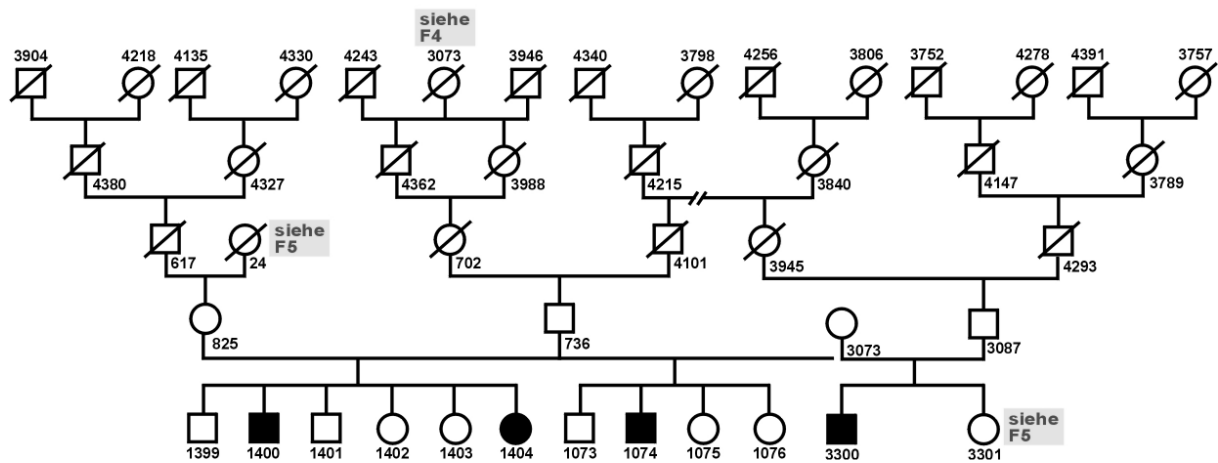 siehe
F4
3904 4218 4135 4330 4243 3073 3946 4340 3798 4256 3806 3752 4278 4391 3757
4380 4327 4362 3988 4215 3840 4147 3789
siehe
F5
617 24 702 4101 3945 4293
825 736 3073 3087
siehe
F5
1399 1400 1401 1402 1403 1404 1073 1074 1075 1076 3300 3301